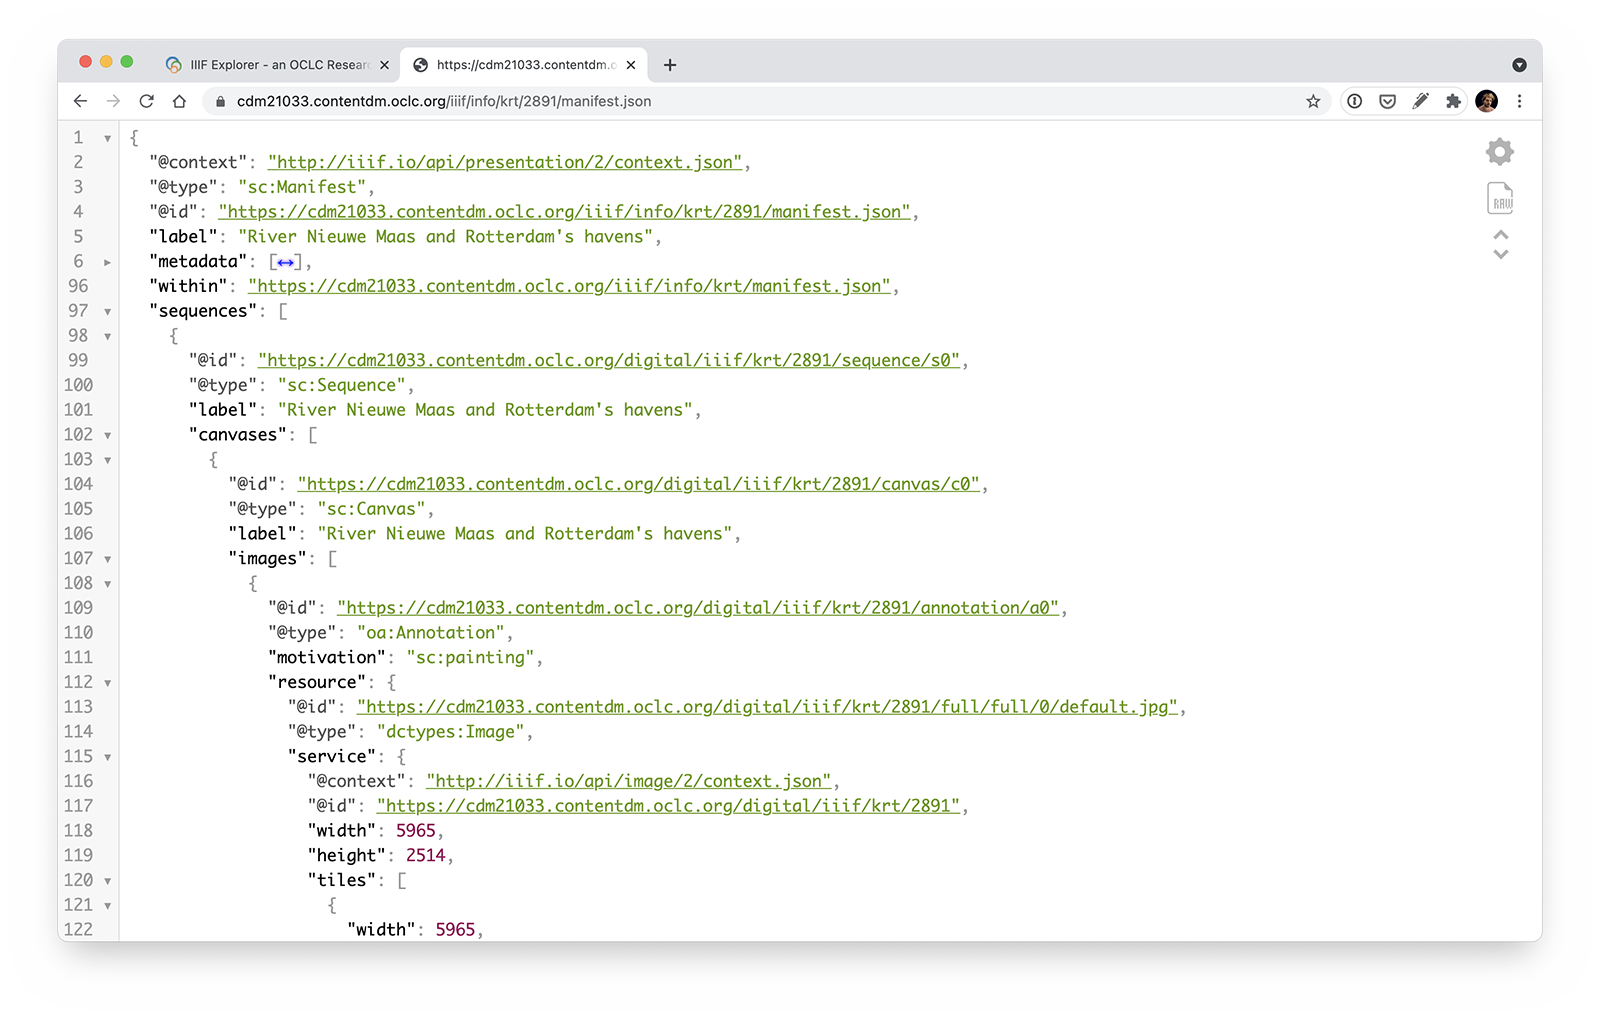 IIIF Explorer - an OCLC Resear
https://cdm21033.contentdm.o
cdm21033.contentdm.oclc.org/iiif/info/krt/2891/manifest.json
1 {
2 "@context": "http://iiif.io/api/presentation/2/context.json",
3 "@type": "sc:Manifest",
4 "@id": "https://cdm21033.contentdm.oclc.org/iiif/info/krt/2891/manifest.json",
5 "label": "River Nieuwe Maas and Rotterdam's havens",
6 "metadata": [↔],
96 "within": "https://cdm21033.contentdm.oclc.org/iiif/info/krt/manifest.json",
97 "sequences": [
98 {
99 "@id": "https://cdm21033.contentdm.oclc.org/digital/iiif/krt/2891/sequence/s0",
100 "@type": "sc:Sequence",
101 "label": "River Nieuwe Maas and Rotterdam's havens",
102 "canvases": [
103 {
104 "@id": "https://cdm21033.contentdm.oclc.org/digital/iiif/krt/2891/canvas/c0",
105 "@type": "sc:Canvas",
106 "label": "River Nieuwe Maas and Rotterdam's havens",
107 "images": [
108 {
109 "@id": "https://cdm21033.contentdm.oclc.org/digital/iiif/krt/2891/annotation/a0",
110 "@type": "oa:Annotation",
111 "motivation": "sc:painting",
112 "resource": {
113 "@id": "https://cdm21033.contentdm.oclc.org/digital/iiif/krt/2891/full/full/0/default.jpg",
114 "@type": "dctypes:Image",
115 "service": {
116 "@context": "http://iiif.io/api/image/2/context.json",
117 "@id": "https://cdm21033.contentdm.oclc.org/digital/iiif/krt/2891",
118 "width": 5965,
119 "height": 2514,
120 "tiles": [
121 {
122 "width": 5965,
RAW